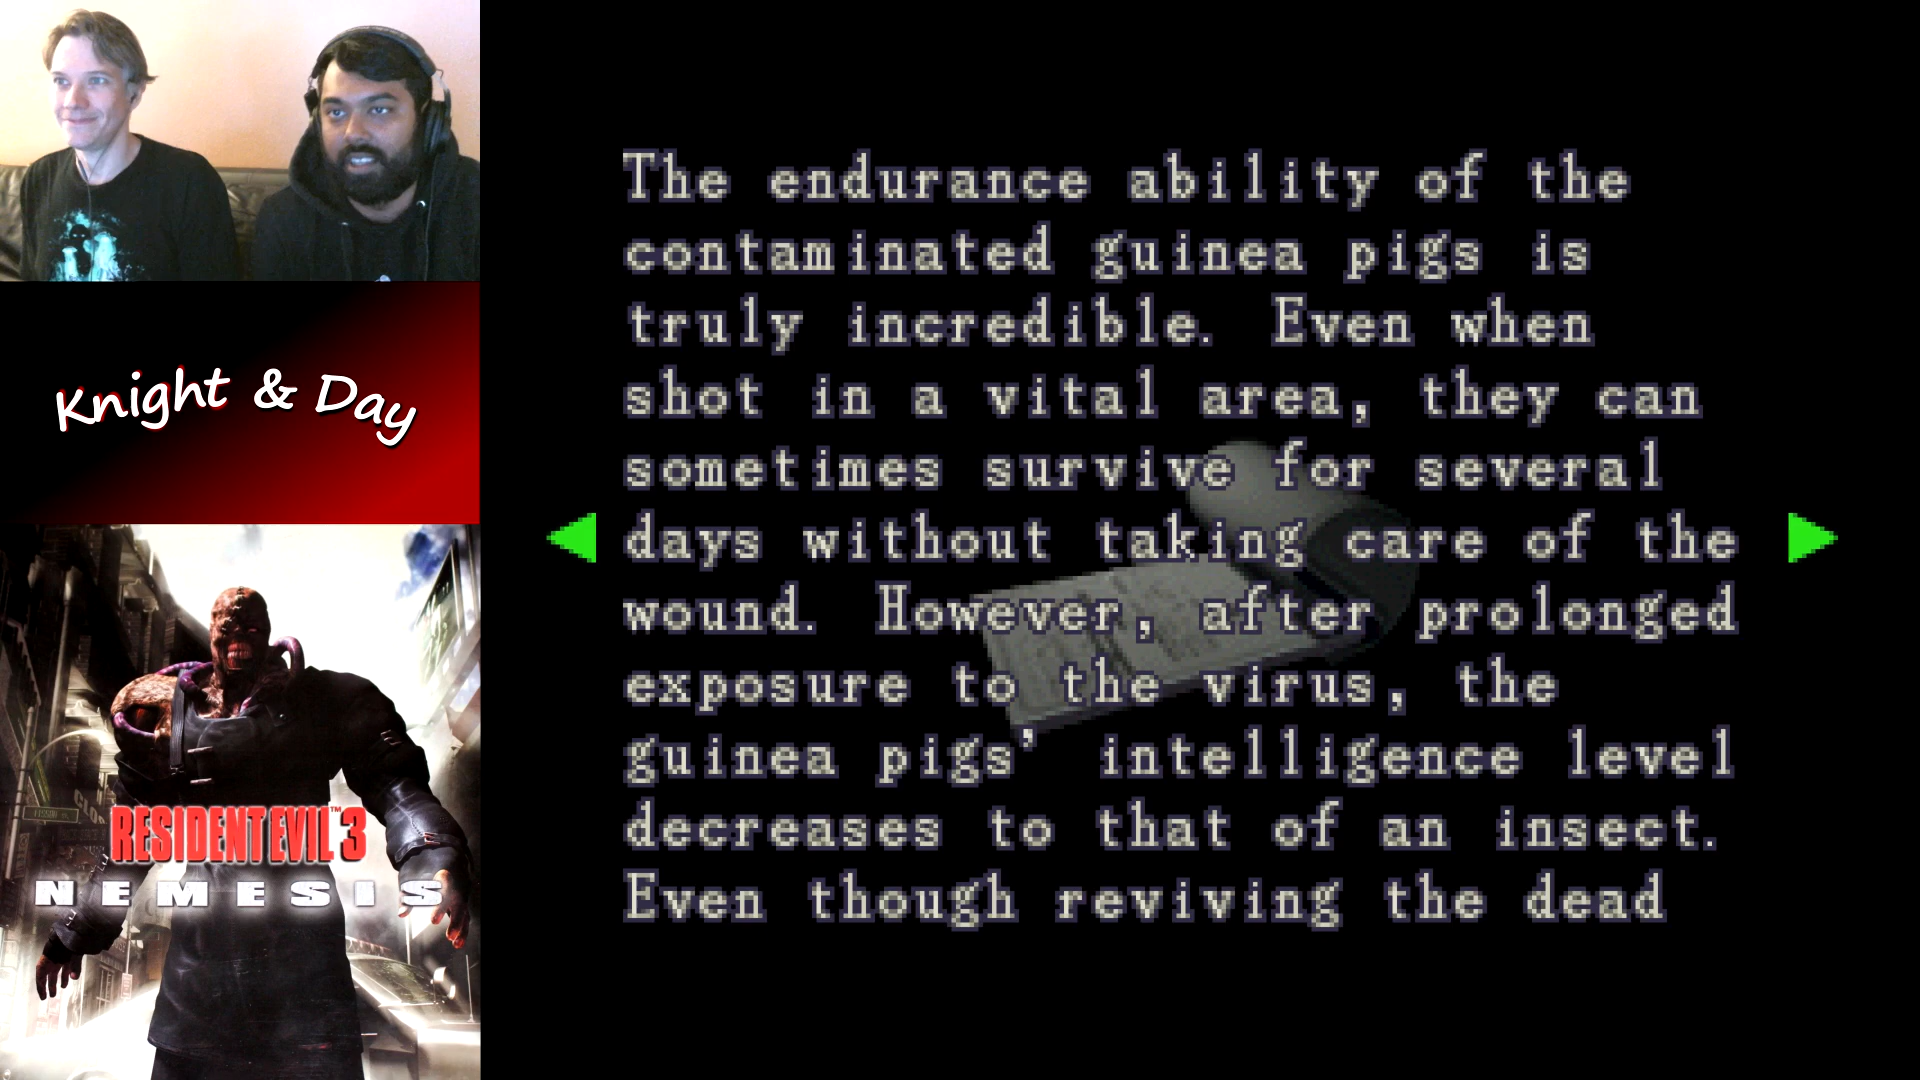 Knight & Day
RESIDENT EVIL™ 3
NEMESIS
The endurance ability of the
contaminated guinea pigs is
truly incredible. Even when
shot in a vital area, they can
sometimes survive for several
days without taking care of the
wound. However, after prolonged
exposure to the virus, the
guinea pigs' intelligence level
decreases to that of an insect.
Even though reviving the dead